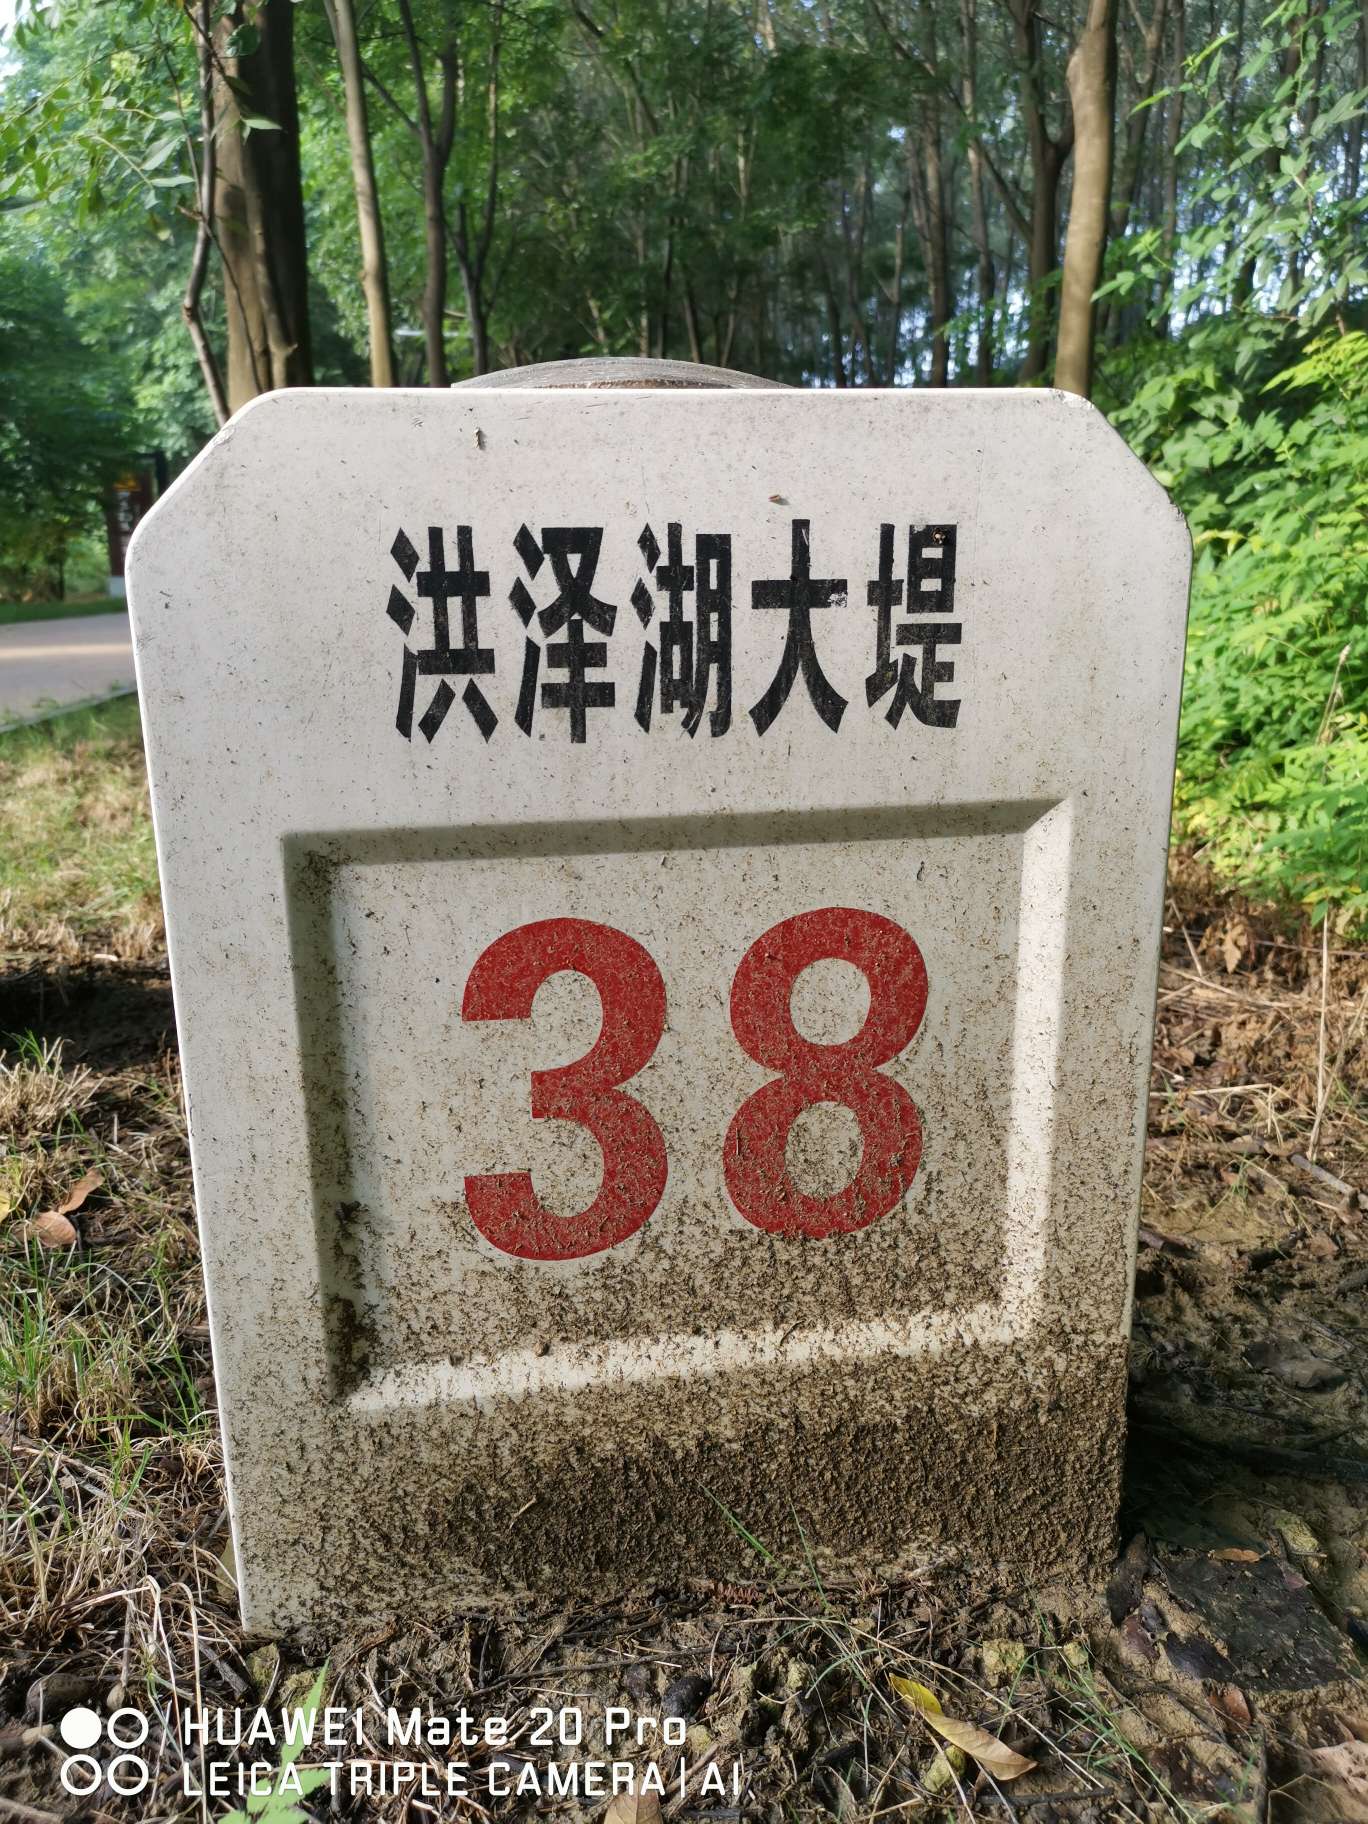 洪泽湖大堤
38
HUAWEI Mate 20 Pro
LEICA TRIPLE CAMERA | AI